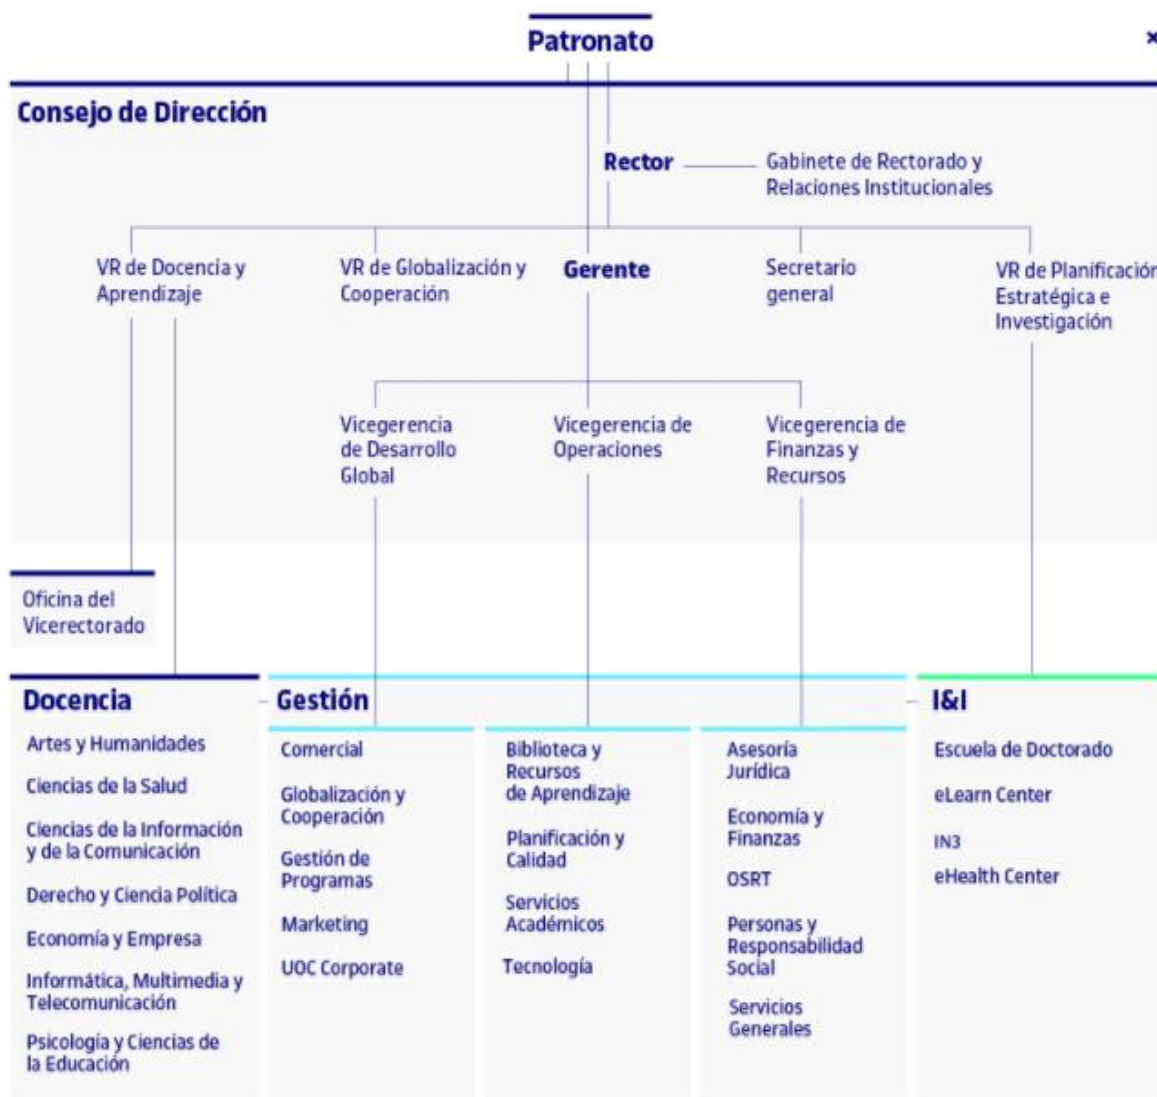 Patronato
×
Consejo de Dirección
Rector
Gabinete de Rectorado y
Relaciones Institucionales
VR de Docencia y
Aprendizaje
VR de Globalización y
Cooperación
Gerente
Secretario
general
VR de Planificación
Estratégica e
Investigación
Vicegerencia
de Desarrollo
Global
Vicegerencia de
Operaciones
Vicegerencia de
Finanzas y
Recursos
Oficina del
Vicerectorado
Docencia
Artes y Humanidades
Ciencias de la Salud
Ciencias de la Información
y de la Comunicación
Derecho y Ciencia Política
Economía y Empresa
Informática, Multimedia y
Telecomunicación
Psicología y Ciencias de
la Educación
Gestión
Comercial
Globalización y
Cooperación
Gestión de
Programas
Marketing
UOC Corporate
Biblioteca y
Recursos
de Aprendizaje
Planificación y
Calidad
Servicios
Académicos
Tecnología
Asesoría
Jurídica
Economía y
Finanzas
OSRT
Personas y
Responsabilidad
Social
Servicios
Generales
I&I
Escuela de Doctorado
eLearn Center
IN3
eHealth Center